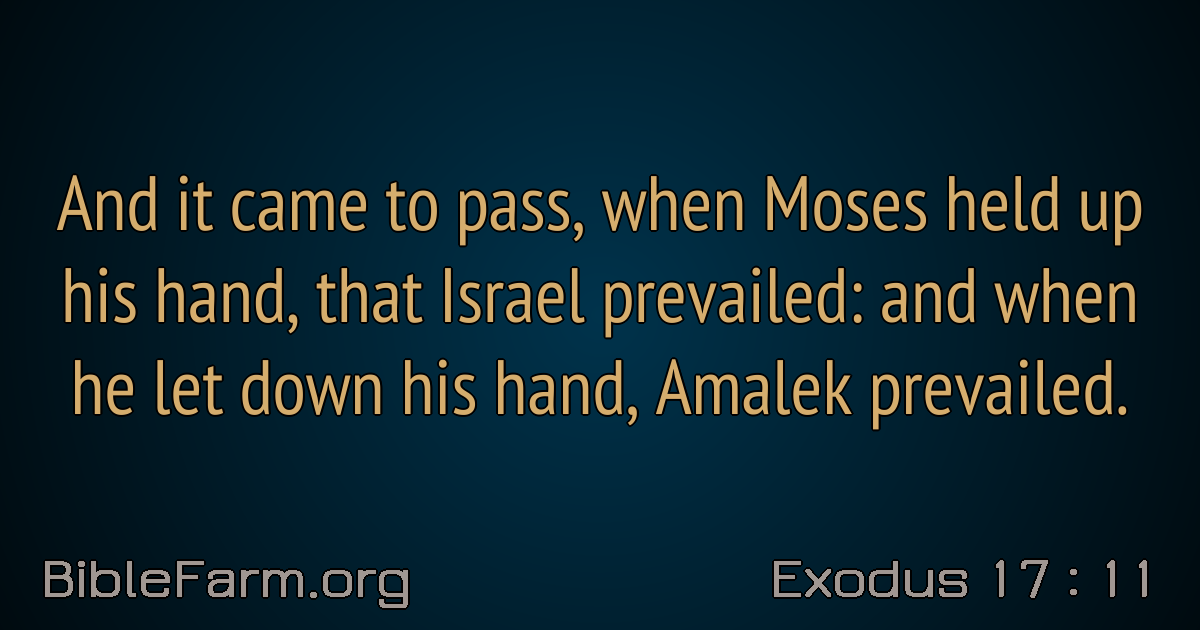 And it came to pass, when Moses held up
his hand, that Israel prevailed: and when
he let down his hand, Amalek prevailed.
BibleFarm.org
Exodus 17 : 11